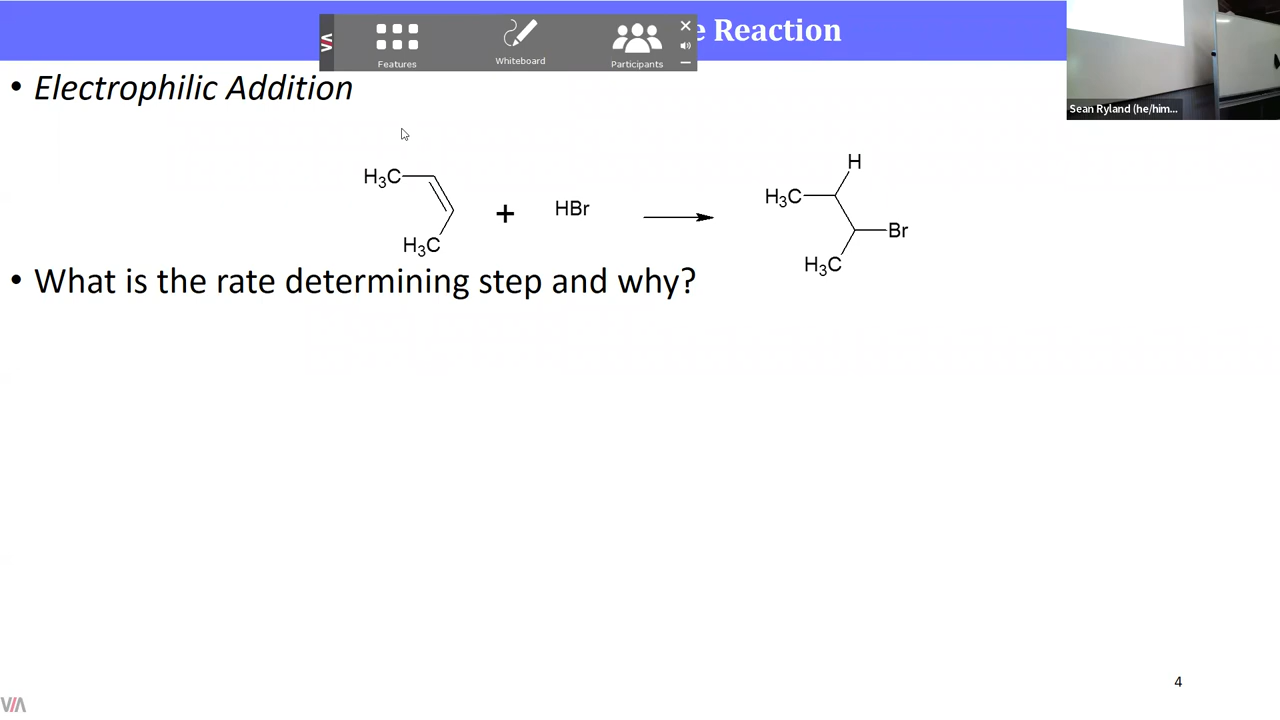 e Reaction
Features
Whiteboard
Participants
• Electrophilic Addition
Sean Ryland (he/him...
H3C
H3C
+
HBr
H
H3C
Br
H3C
• What is the rate determining step and why?
4
VIA